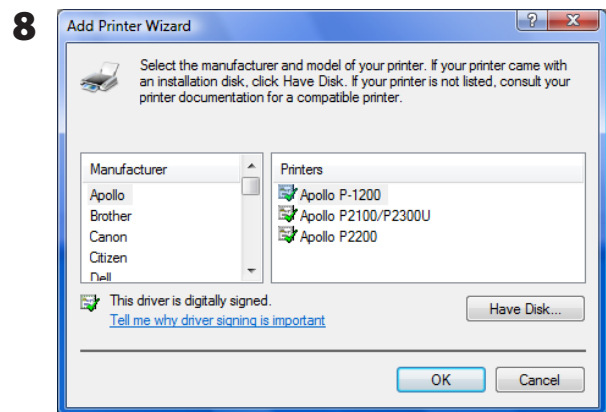 8
Add Printer Wizard
Select the manufacturer and model of your printer. If your printer came with
an installation disk, click Have Disk. If your printer is not listed, consult your
printer documentation for a compatible printer.
Manufacturer
Apollo
Brother
Canon
Citizen
Dell
Printers
Apollo P-1200
Apollo P2100/P2300U
Apollo P2200
This driver is digitally signed.
Tell me why driver signing is important
Have Disk...
OK
Cancel